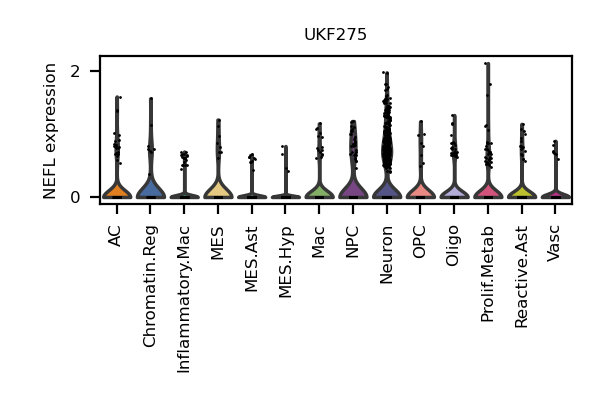 UKF275
NEFL expression
2
0
AC
Chromatin.Reg
Inflammatory.Mac
MES
MES.Ast
MES.Hyp
Mac
NPC
Neuron
OPC
Oligo
Prolif.Metab
Reactive.Ast
Vasc